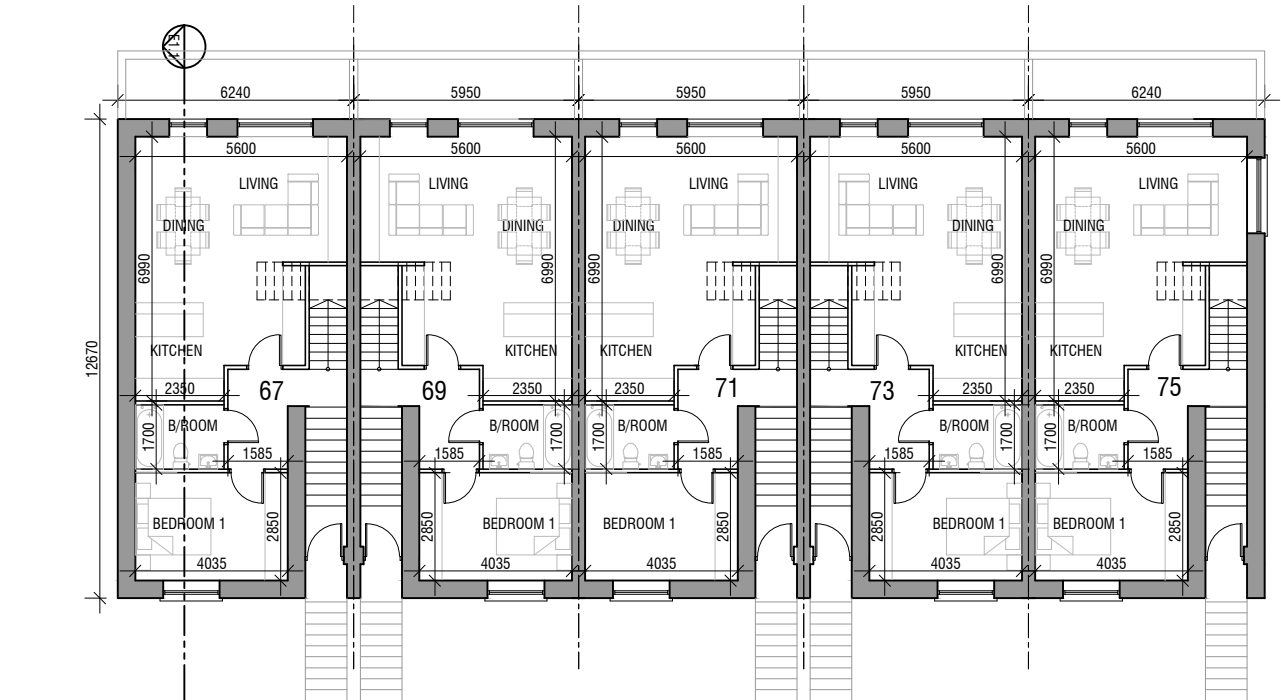 E1.1
6240 5950 5950 5950 6240
5600 5600 5600 5600 5600
LIVING LIVING LIVING LIVING LIVING
DINING DINING DINING DINING DINING
6990 6990 6990 6990 6990
12670
KITCHEN KITCHEN KITCHEN KITCHEN KITCHEN
2350 67 69 2350 2350 71 73 2350 2350 75
1700 B/ROOM B/ROOM 1700 1700 B/ROOM B/ROOM 1700 1700 B/ROOM
1585 1585 1585 1585 1585
BEDROOM 1 2850 2850 BEDROOM 1 BEDROOM 1 2850 2850 BEDROOM 1 BEDROOM 1 2850
4035 4035 4035 4035 4035